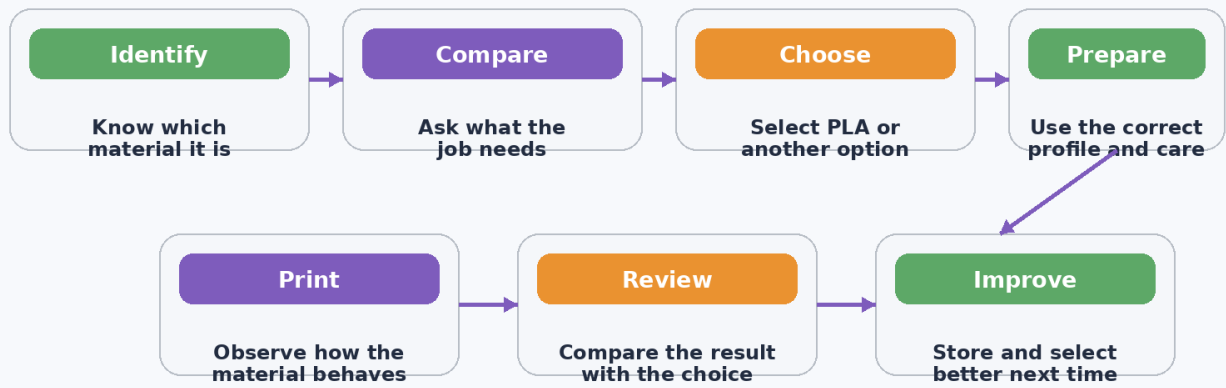 Identify
Know which
material it is
Compare
Ask what the
job needs
Choose
Select PLA or
another option
Prepare
Use the correct
profile and care
Print
Observe how the
material behaves
Review
Compare the result
with the choice
Improve
Store and select
better next time